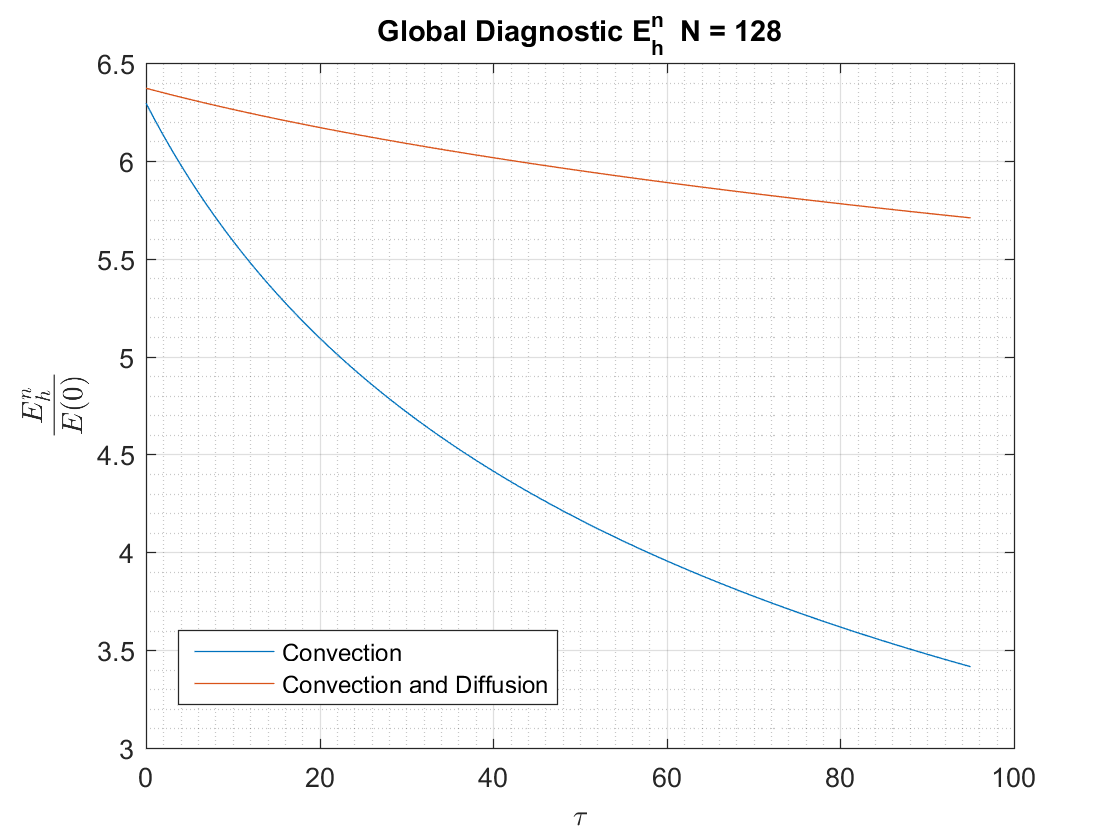 Global Diagnostic E_h^n N = 128
6.5
6
5.5
5
4.5
4
3.5
3
E_h^n / E(0)
Convection
Convection and Diffusion
0 20 40 60 80 100
τ